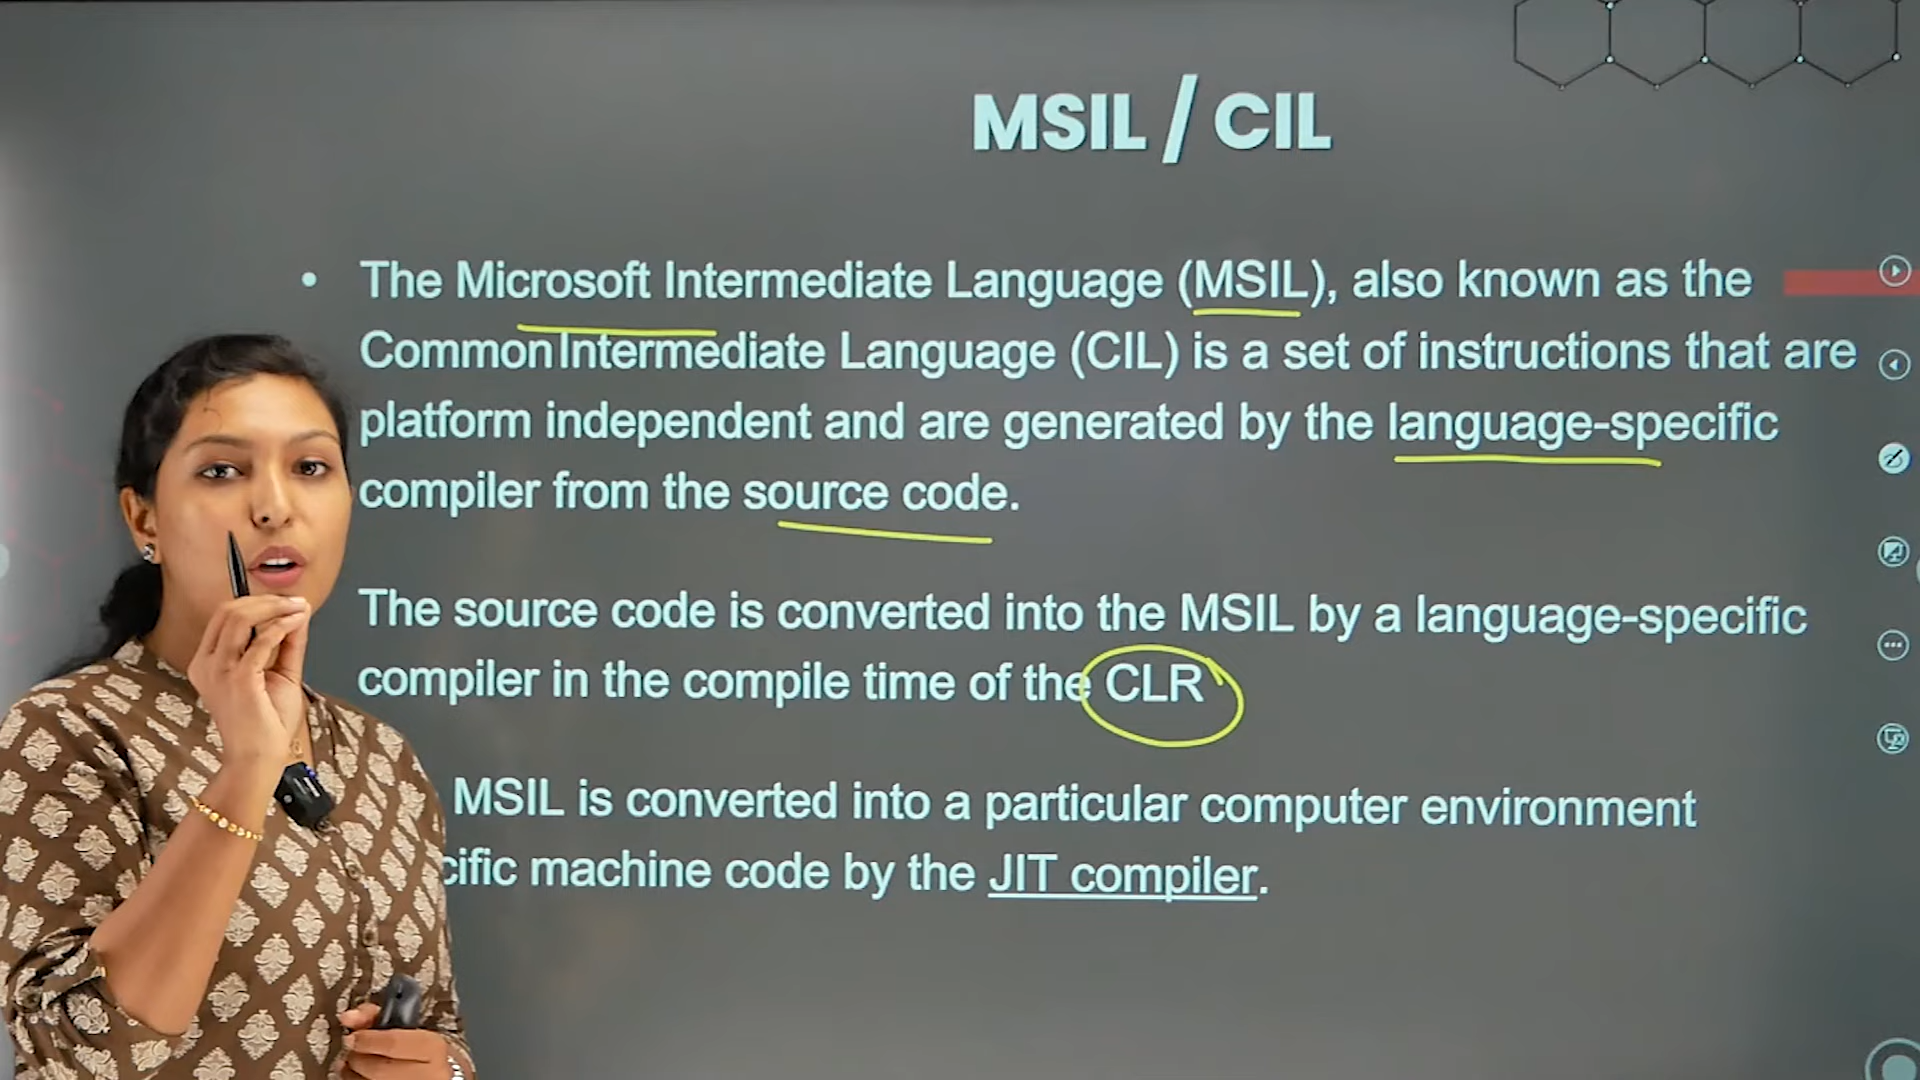 MSIL / CIL
• The Microsoft Intermediate Language (MSIL), also known as the
Common Intermediate Language (CIL) is a set of instructions that are
platform independent and are generated by the language-specific
compiler from the source code.
The source code is converted into the MSIL by a language-specific
compiler in the compile time of the CLR
MSIL is converted into a particular computer environment
cific machine code by the JIT compiler.